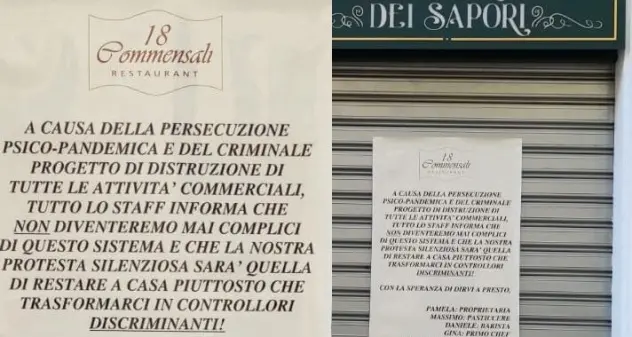 18
Commensali
RESTAURANT
A CAUSA DELLA PERSECUZIONE
PSICO-PANDEMICA E DEL CRIMINALE
PROGETTO DI DISTRUZIONE DI
TUTTE LE ATTIVITA' COMMERCIALI,
TUTTO LO STAFF INFORMA CHE
NON DIVENTEREMO MAI COMPLICI
DI QUESTO SISTEMA E CHE LA NOSTRA
PROTESTA SILENZIOSA SARA' QUELLA
DI RESTARE A CASA PIUTTOSTO CHE
TRASFORMARCI IN CONTROLLORI
DISCRIMINANTI!
DEI SAPORI
18
Commensali
RESTAURANT
A CAUSA DELLA PERSECUZIONE
PSICO-PANDEMICA E DEL CRIMINALE
PROGETTO DI DISTRUZIONE DI
TUTTE LE ATTIVITA' COMMERCIALI,
TUTTO LO STAFF INFORMA CHE
NON DIVENTEREMO MAI COMPLICI
DI QUESTO SISTEMA E CHE LA NOSTRA
PROTESTA SILENZIOSA SARA' QUELLA
DI RESTARE A CASA PIUTTOSTO CHE
TRASFORMARCI IN CONTROLLORI
DISCRIMINANTI!
CON LA SPERANZA DI DIRVI A PRESTO.
PAMELA: PROPRIETARIA
MASSIMO: PASTICCERE
DANIELE: BARISTA
GINA: PRIMO CHEF